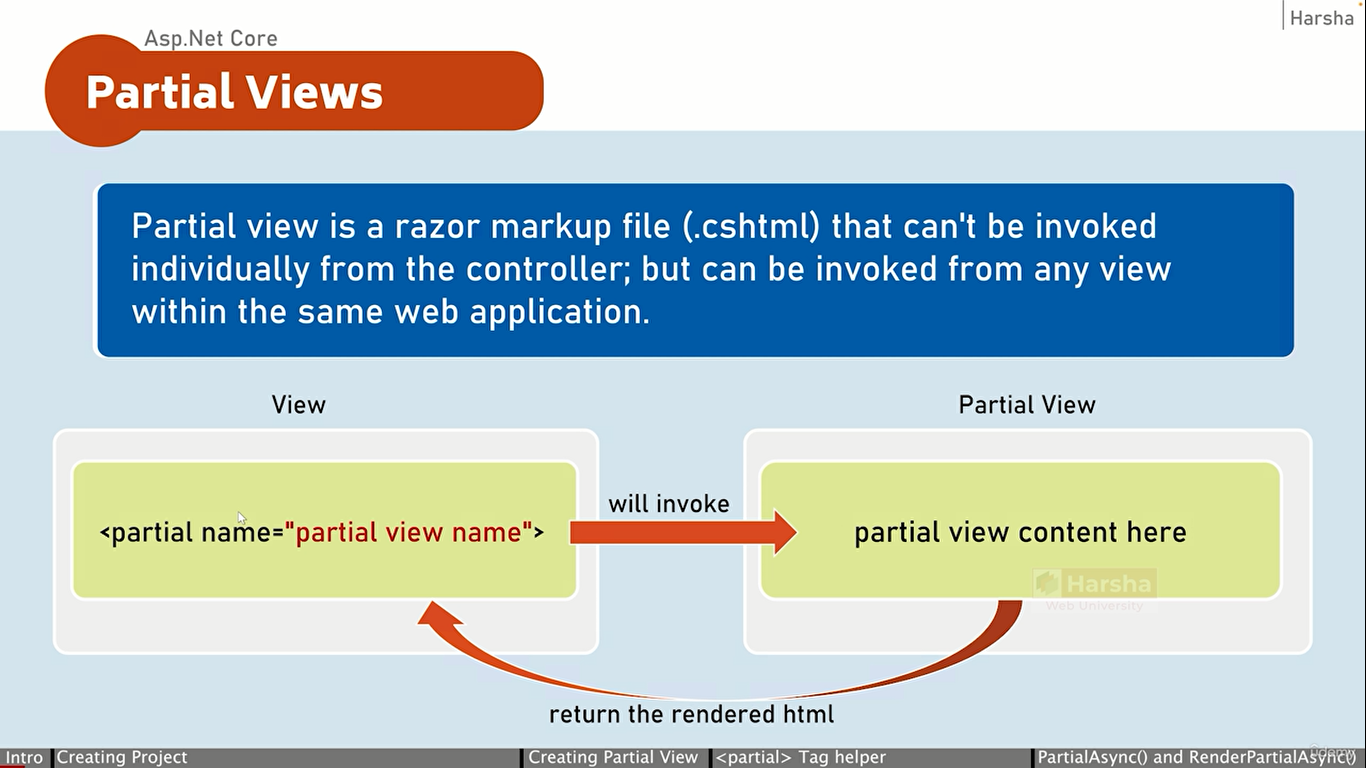 Harsha
Asp.Net Core
Partial Views
Partial view is a razor markup file (.cshtml) that can't be invoked
individually from the controller; but can be invoked from any view
within the same web application.
View
Partial View
<partial name="partial view name">
will invoke
partial view content here
Harsha
Web University
return the rendered html
Intro
Creating Project
Creating Partial View
<partial> Tag helper
PartialAsync() and RenderPartialAsync()
Udemy